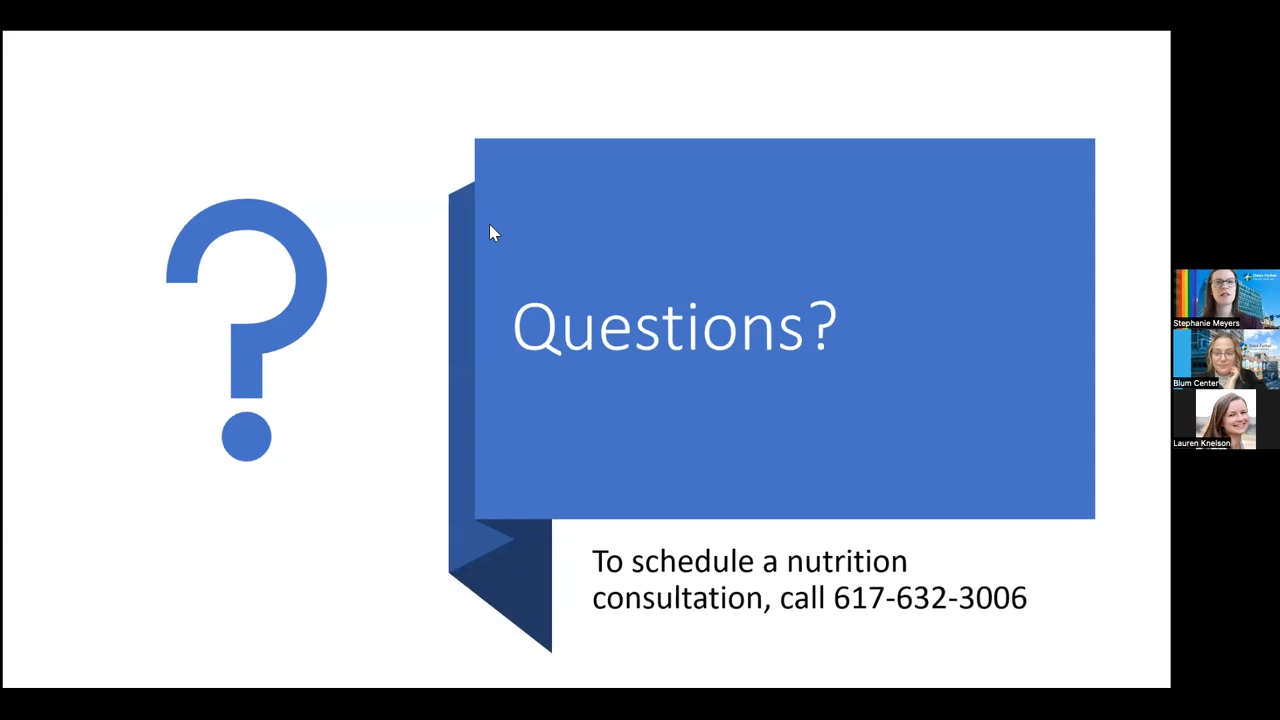 Questions?
To schedule a nutrition
consultation, call 617-632-3006
Stephanie Meyers
Blum Center
Lauren Knelson